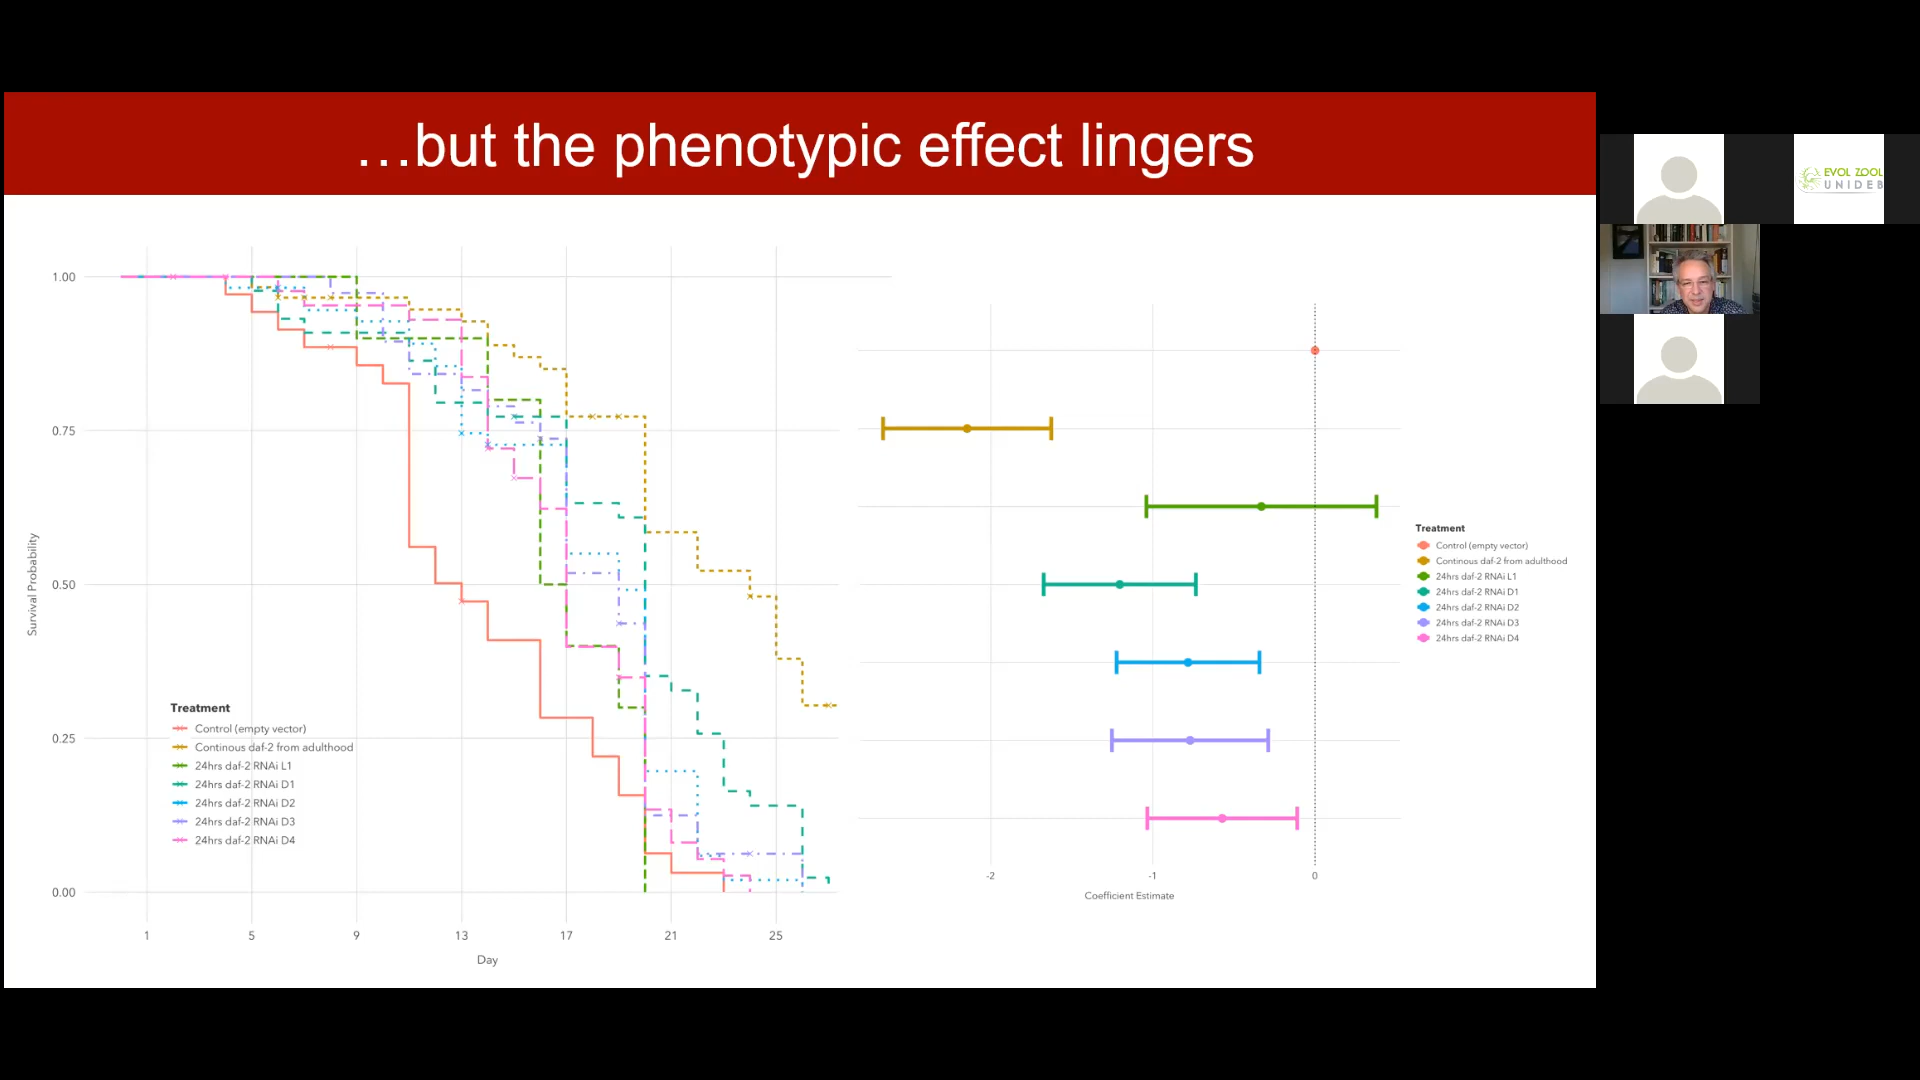 …but the phenotypic effect lingers
EVOL ZOOL
UNIDEB
1.00
0.75
0.50
0.25
0.00
Survival Probability
1 5 9 13 17 21 25
Day
Treatment
Control (empty vector)
Continous daf-2 from adulthood
24hrs daf-2 RNAi L1
24hrs daf-2 RNAi D1
24hrs daf-2 RNAi D2
24hrs daf-2 RNAi D3
24hrs daf-2 RNAi D4
-2 -1 0
Coefficient Estimate
Treatment
Control (empty vector)
Continous daf-2 from adulthood
24hrs daf-2 RNAi L1
24hrs daf-2 RNAi D1
24hrs daf-2 RNAi D2
24hrs daf-2 RNAi D3
24hrs daf-2 RNAi D4